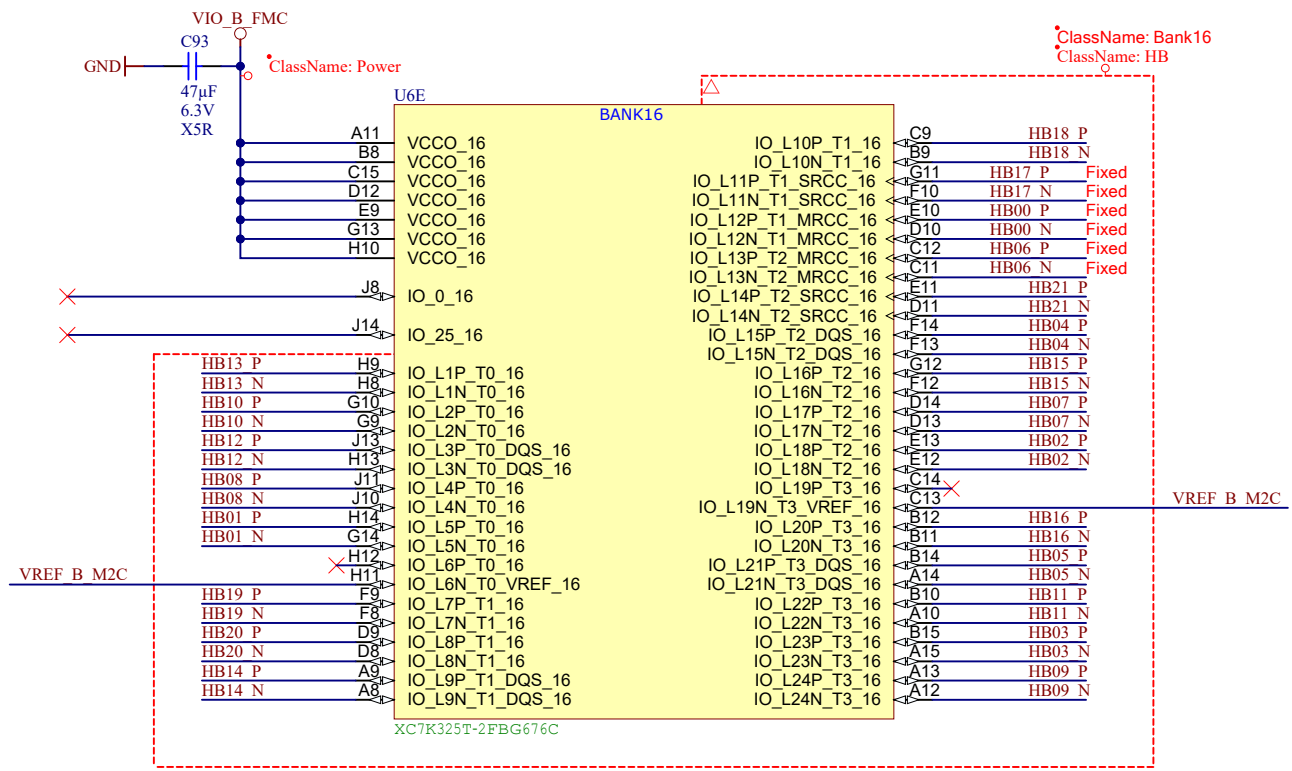 VIO_B_FMC
C93
GND
47µF
6.3V
X5R
ClassName: Power
ClassName: Bank16
ClassName: HB
U6E
BANK16
A11 VCCO_16
B8 VCCO_16
C15 VCCO_16
D12 VCCO_16
E9 VCCO_16
G13 VCCO_16
H10 VCCO_16
J8 IO_0_16
J14 IO_25_16
HB13_P H9 IO_L1P_T0_16
HB13_N H8 IO_L1N_T0_16
HB10_P G10 IO_L2P_T0_16
HB10_N G9 IO_L2N_T0_16
HB12_P J13 IO_L3P_T0_DQS_16
HB12_N H13 IO_L3N_T0_DQS_16
HB08_P J11 IO_L4P_T0_16
HB08_N J10 IO_L4N_T0_16
HB01_P H14 IO_L5P_T0_16
HB01_N G14 IO_L5N_T0_16
H12 IO_L6P_T0_16
VREF_B_M2C H11 IO_L6N_T0_VREF_16
HB19_P F9 IO_L7P_T1_16
HB19_N F8 IO_L7N_T1_16
HB20_P D9 IO_L8P_T1_16
HB20_N D8 IO_L8N_T1_16
HB14_P A9 IO_L9P_T1_DQS_16
HB14_N A8 IO_L9N_T1_DQS_16
IO_L10P_T1_16 C9 HB18_P
IO_L10N_T1_16 B9 HB18_N
IO_L11P_T1_SRCC_16 G11 HB17_P Fixed
IO_L11N_T1_SRCC_16 F10 HB17_N Fixed
IO_L12P_T1_MRCC_16 E10 HB00_P Fixed
IO_L12N_T1_MRCC_16 D10 HB00_N Fixed
IO_L13P_T2_MRCC_16 C12 HB06_P Fixed
IO_L13N_T2_MRCC_16 C11 HB06_N Fixed
IO_L14P_T2_SRCC_16 E11 HB21_P
IO_L14N_T2_SRCC_16 D11 HB21_N
IO_L15P_T2_DQS_16 F14 HB04_P
IO_L15N_T2_DQS_16 F13 HB04_N
IO_L16P_T2_16 G12 HB15_P
IO_L16N_T2_16 F12 HB15_N
IO_L17P_T2_16 D14 HB07_P
IO_L17N_T2_16 D13 HB07_N
IO_L18P_T2_16 E13 HB02_P
IO_L18N_T2_16 E12 HB02_N
IO_L19P_T3_16 C14
IO_L19N_T3_VREF_16 C13 VREF_B_M2C
IO_L20P_T3_16 B12 HB16_P
IO_L20N_T3_16 B11 HB16_N
IO_L21P_T3_DQS_16 B14 HB05_P
IO_L21N_T3_DQS_16 A14 HB05_N
IO_L22P_T3_16 B10 HB11_P
IO_L22N_T3_16 A10 HB11_N
IO_L23P_T3_16 B15 HB03_P
IO_L23N_T3_16 A15 HB03_N
IO_L24P_T3_16 A13 HB09_P
IO_L24N_T3_16 A12 HB09_N
XC7K325T-2FBG676C